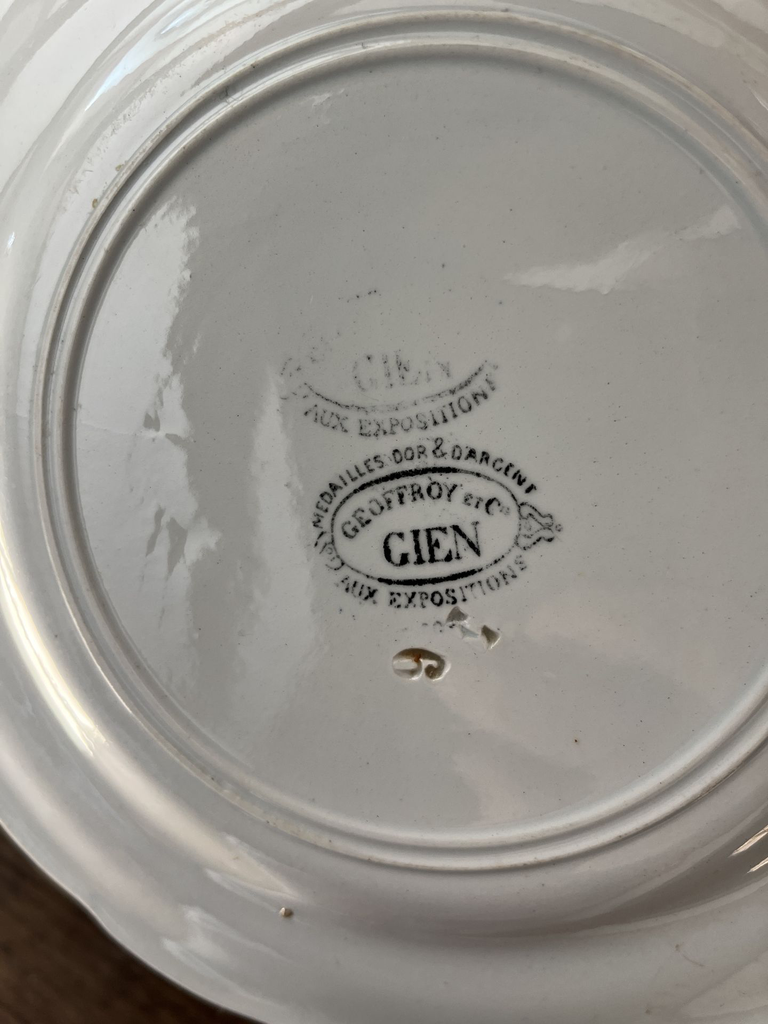 GIEN
AUX EXPOSITIONS
MEDAILLES D'OR & D'ARGENT
GEOFFROY ET Cie
GIEN
AUX EXPOSITIONS